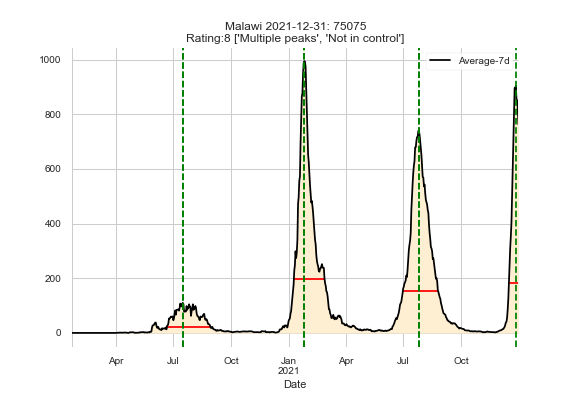 Malawi 2021-12-31: 75075
Rating:8 ['Multiple peaks', 'Not in control']
Average-7d
1000
800
600
400
200
0
Apr Jul Oct Jan Apr Jul Oct
2021
Date